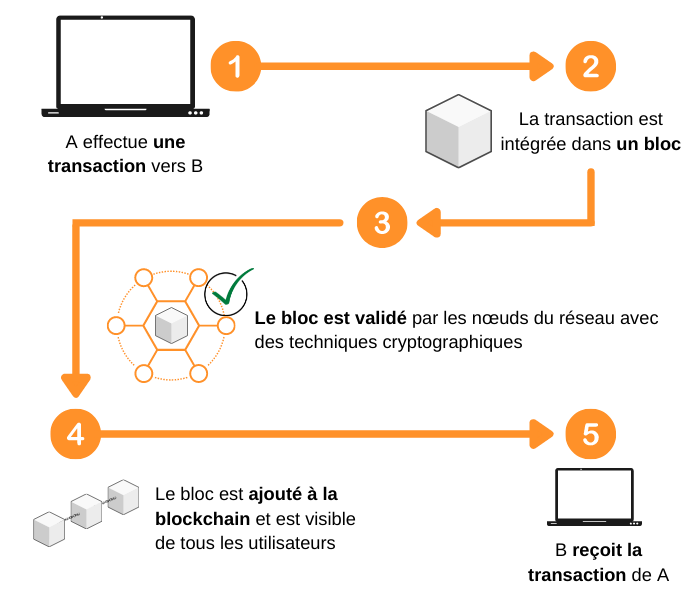 1
2
A effectue une
transaction vers B
La transaction est
intégrée dans un bloc
3
Le bloc est validé par les nœuds du réseau avec
des techniques cryptographiques
4
5
Le bloc est ajouté à la
blockchain et est visible
de tous les utilisateurs
B reçoit la
transaction de A